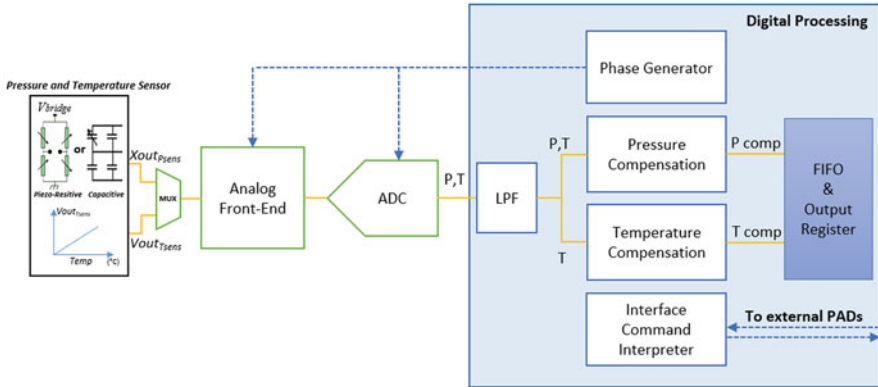 Digital Processing
Phase Generator
Pressure and Temperature Sensor
Vbridge
or
Piezo-Resitive
Capacitive
XoutPsens
MUX
VoutTsens
Temp
(°C)
VoutTsens
Analog
Front-End
ADC
P,T
LPF
P,T
T
Pressure
Compensation
P comp
Temperature
Compensation
T comp
FIFO
&
Output
Register
Interface
Command
Interpreter
To external PADs